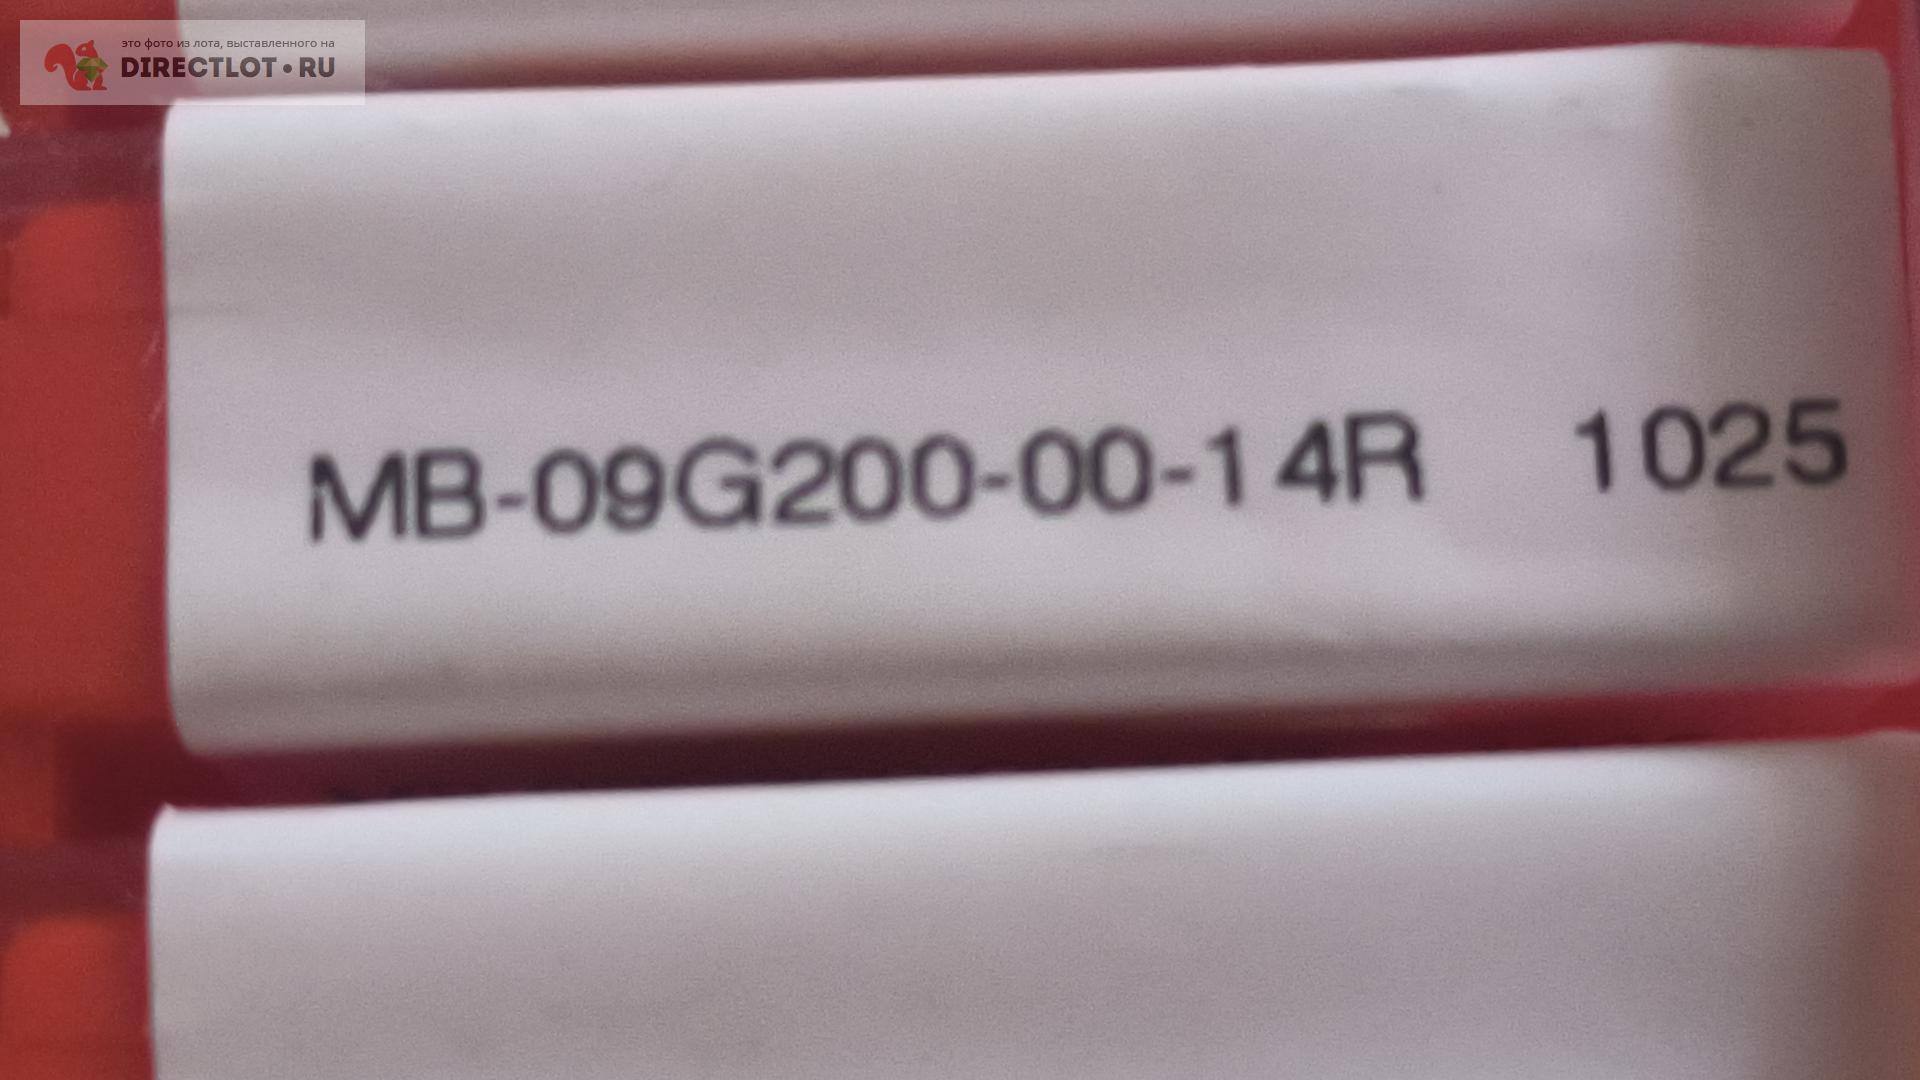 это фото из лота, выставленного на
DIRECTLOT•RU
MB-09G200-00-14R 1025